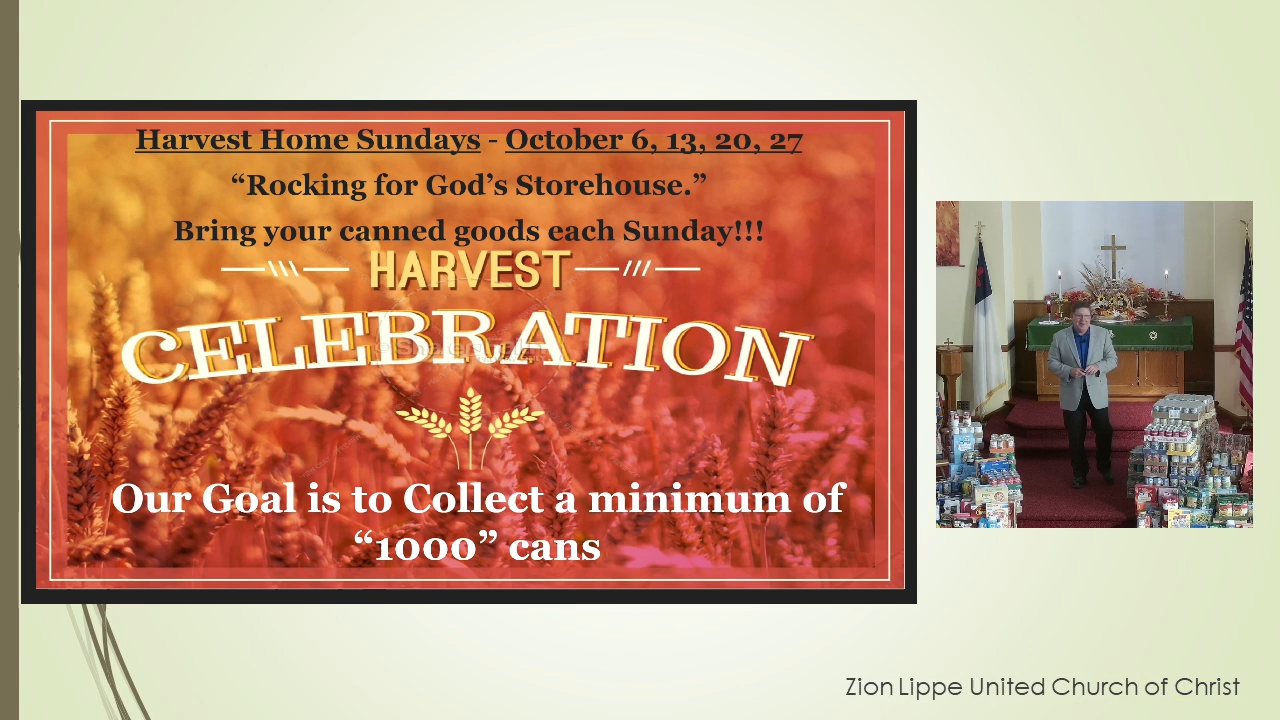 Harvest Home Sundays - October 6, 13, 20, 27
“Rocking for God’s Storehouse.”
Bring your canned goods each Sunday!!!
HARVEST
CELEBRATION
Our Goal is to Collect a minimum of
“1000” cans
Zion Lippe United Church of Christ